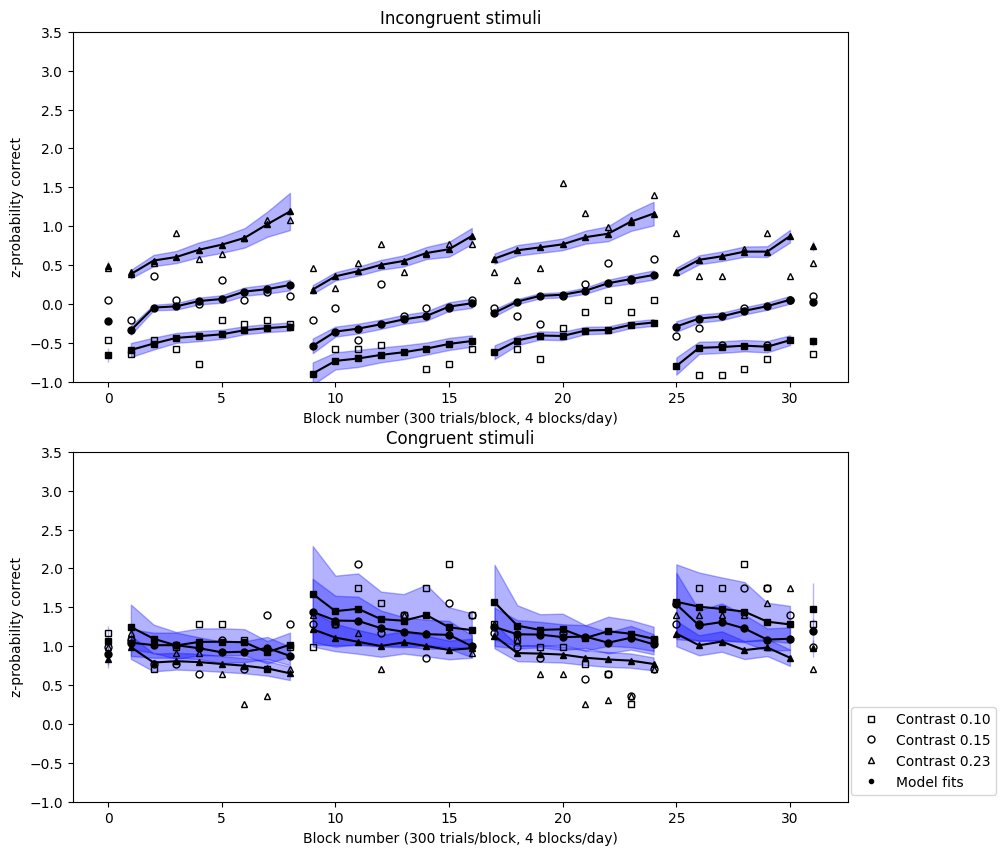 Incongruent stimuli
3.5
3.0
2.5
2.0
1.5
1.0
0.5
0.0
−0.5
−1.0
z-probability correct
0 5 10 15 20 25 30
Block number (300 trials/block, 4 blocks/day)
Congruent stimuli
3.5
3.0
2.5
2.0
1.5
1.0
0.5
0.0
−0.5
−1.0
z-probability correct
0 5 10 15 20 25 30
Block number (300 trials/block, 4 blocks/day)
Contrast 0.10
Contrast 0.15
Contrast 0.23
Model fits